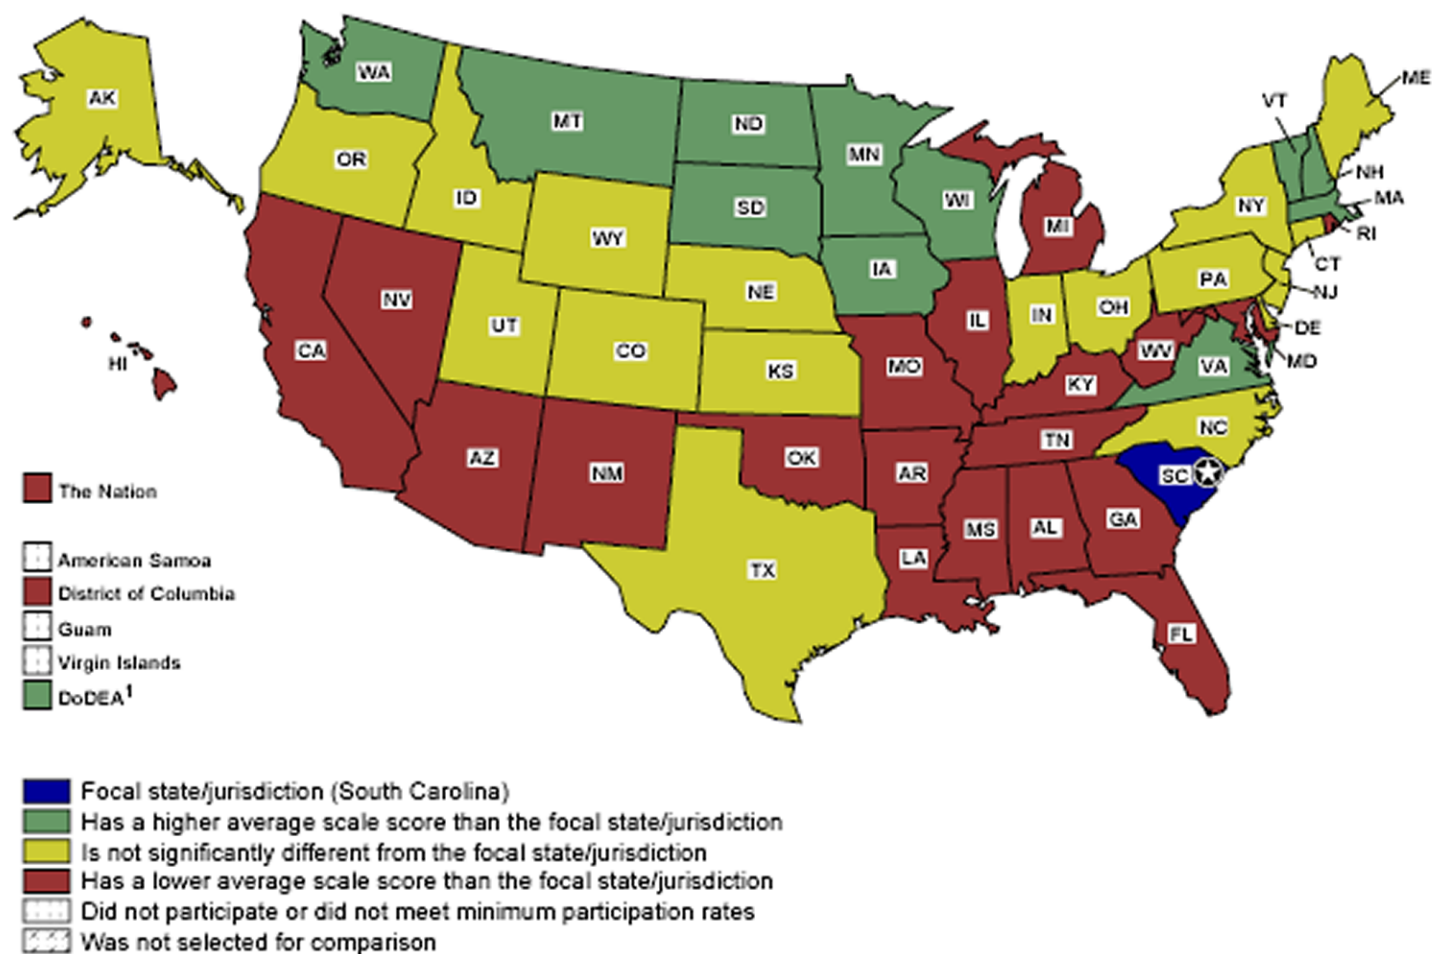 ME
VT
WA
AK
MT
ND
MN
OR
NH
ID
SD
WI
MA
NY
MI
RI
WY
CT
IA
PA
NE
NJ
NV
IL
IN
OH
UT
DE
CO
HI
CA
WV
MD
MO
VA
KS
KY
NC
TN
AZ
OK
NM
AR
SC
The Nation
GA
MS
AL
American Samoa
LA
TX
District of Columbia
Guam
FL
Virgin Islands
DoDEA1
Focal state/jurisdiction (South Carolina)
Has a higher average scale score than the focal state/jurisdiction
Is not significantly different from the focal state/jurisdiction
Has a lower average scale score than the focal state/jurisdiction
Did not participate or did not meet minimum participation rates
Was not selected for comparison